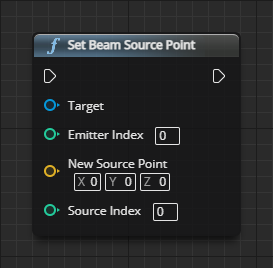 f Set Beam Source Point
Target
Emitter Index 0
New Source Point
X 0 Y 0 Z 0
Source Index 0